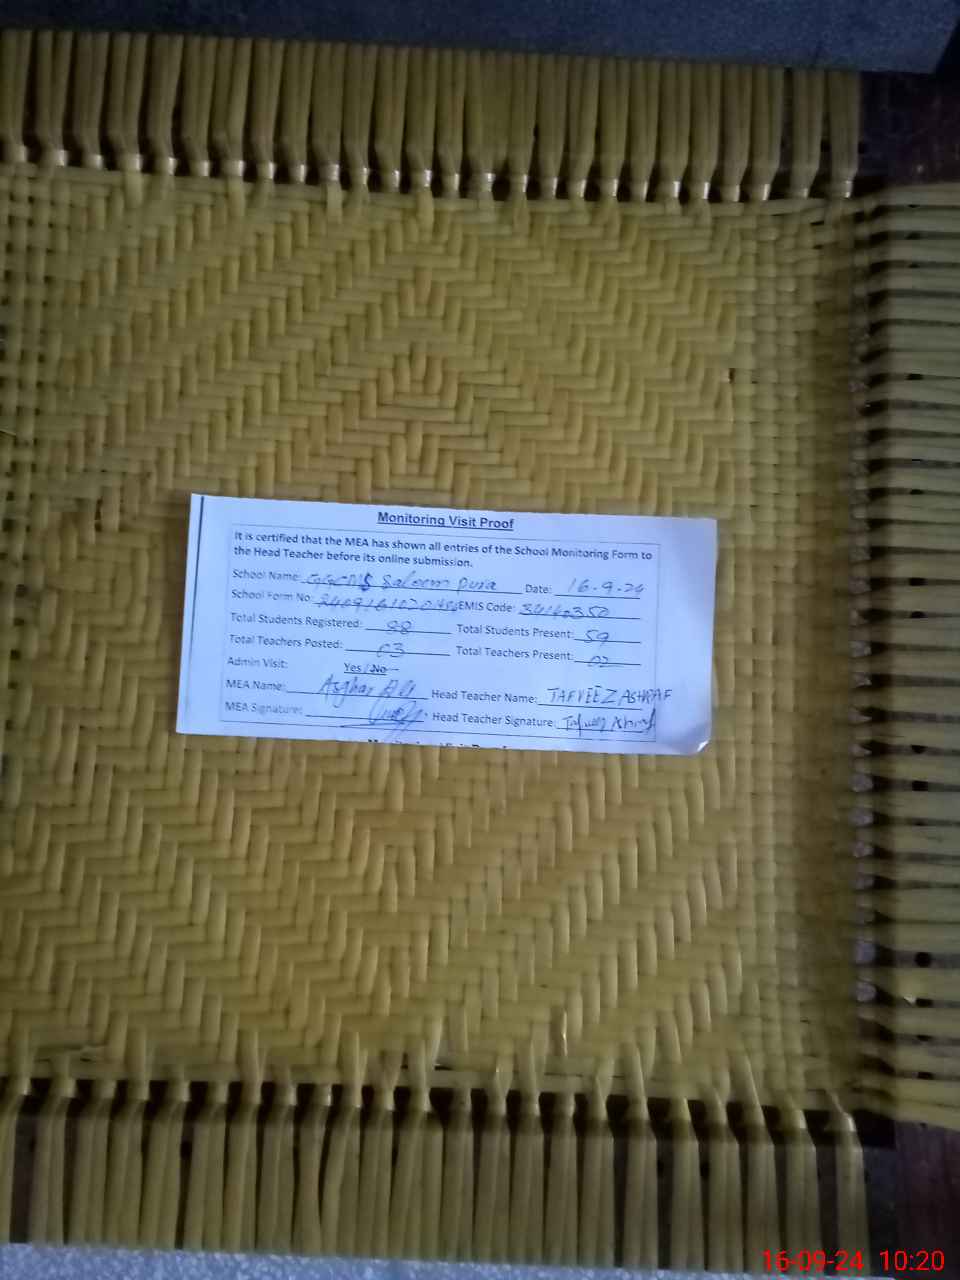 Monitoring Visit Proof
It is certified that the MEA has shown all entries of the School Monitoring Form to
the Head Teacher before its online submission.
School Name: Saleem pura Date: 16-9-24
School Form No: EMIS Code: 34140350
Total Students Registered: 88 Total Students Present: 59
Total Teachers Posted: 03 Total Teachers Present: 02
Admin Visit: Yes / No
MEA Name: Asghar Ali Head Teacher Name: TAFVEEZ ASHRAF
MEA Signature: Head Teacher Signature: Tafveez Ashraf
16-09-24 10:20